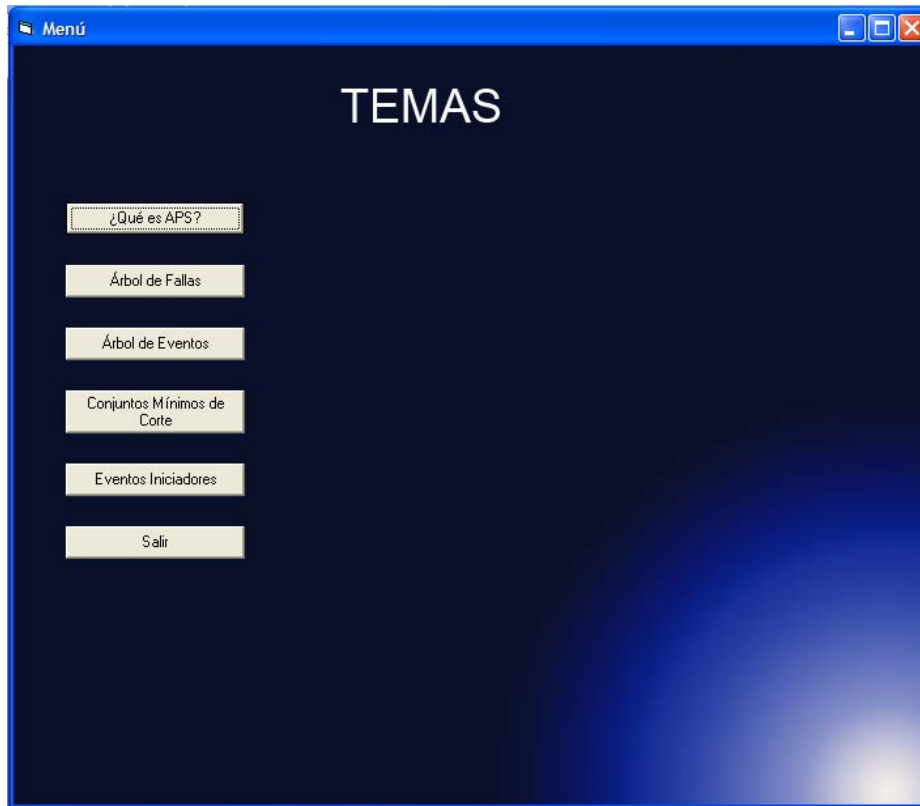 Menú
TEMAS
¿Qué es APS?
Árbol de Fallas
Árbol de Eventos
Conjuntos Mínimos de
Corte
Eventos Iniciadores
Salir